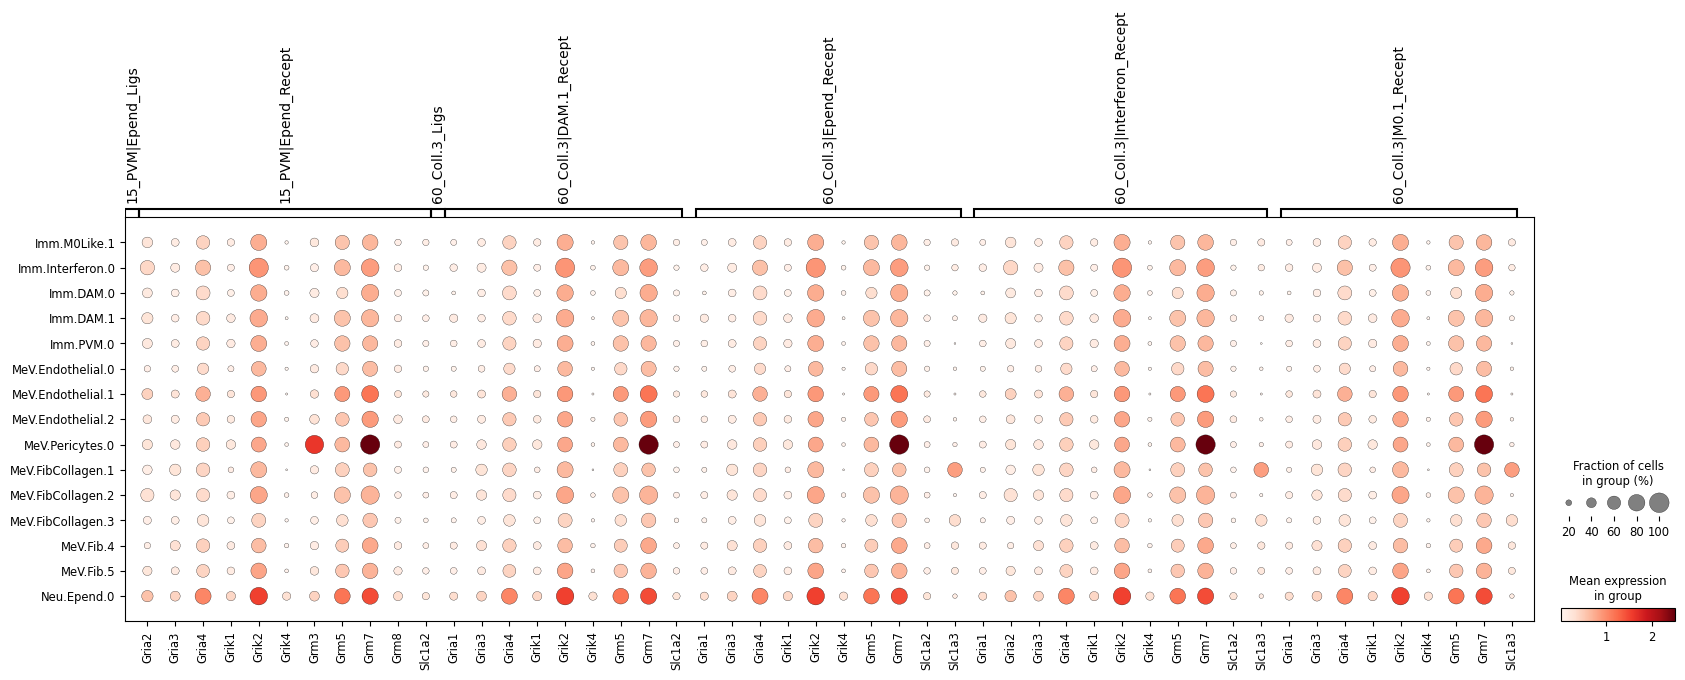 15_PVM|Epend_Ligs
15_PVM|Epend_Recept
60_Coll.3_Ligs
60_Coll.3|DAM.1_Recept
60_Coll.3|Epend_Recept
60_Coll.3|Interferon_Recept
60_Coll.3|M0.1_Recept
Imm.M0Like.1
Imm.Interferon.0
Imm.DAM.0
Imm.DAM.1
Imm.PVM.0
MeV.Endothelial.0
MeV.Endothelial.1
MeV.Endothelial.2
MeV.Pericytes.0
MeV.FibCollagen.1
MeV.FibCollagen.2
MeV.FibCollagen.3
MeV.Fib.4
MeV.Fib.5
Neu.Epend.0
Gria2
Gria3
Gria4
Grik1
Grik2
Grik4
Grm3
Grm5
Grm7
Grm8
Slc1a2
Gria1
Gria3
Gria4
Grik1
Grik2
Grik4
Grm5
Grm7
Slc1a2
Gria1
Gria3
Gria4
Grik1
Grik2
Grik4
Grm5
Grm7
Slc1a2
Slc1a3
Gria1
Gria2
Gria3
Gria4
Grik1
Grik2
Grik4
Grm5
Grm7
Slc1a2
Slc1a3
Gria1
Gria3
Gria4
Grik1
Grik2
Grik4
Grm5
Grm7
Slc1a3
Fraction of cells
in group (%)
20 40 60 80 100
Mean expression
in group
1 2